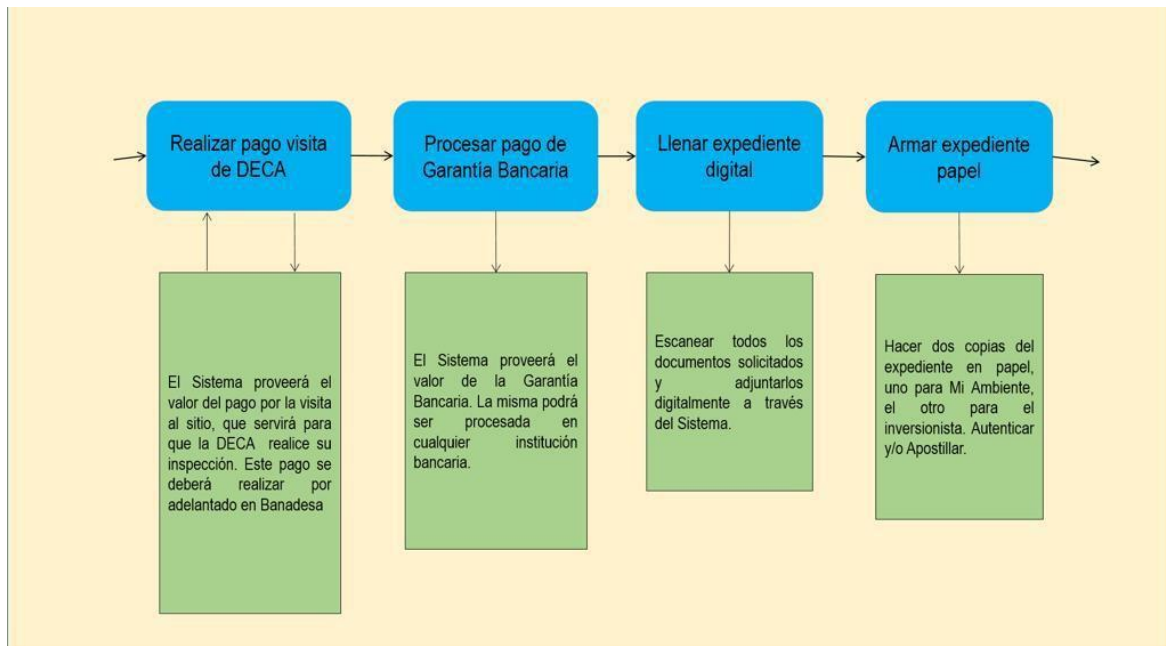 Realizar pago visita
de DECA
Procesar pago de
Garantía Bancaria
Llenar expediente
digital
Armar expediente
papel
El Sistema proveerá el
valor del pago por la visita
al sitio, que servirá para
que la DECA realice su
inspección. Este pago se
deberá realizar por
adelantado en Banadesa
El Sistema proveerá el
valor de la Garantía
Bancaria. La misma podrá
ser procesada en
cualquier institución
bancaria.
Escanear todos los
documentos solicitados
y adjuntarlos
digitalmente a través
del Sistema.
Hacer dos copias del
expediente en papel,
uno para Mi Ambiente,
el otro para el
inversionista. Autenticar
y/o Apostillar.